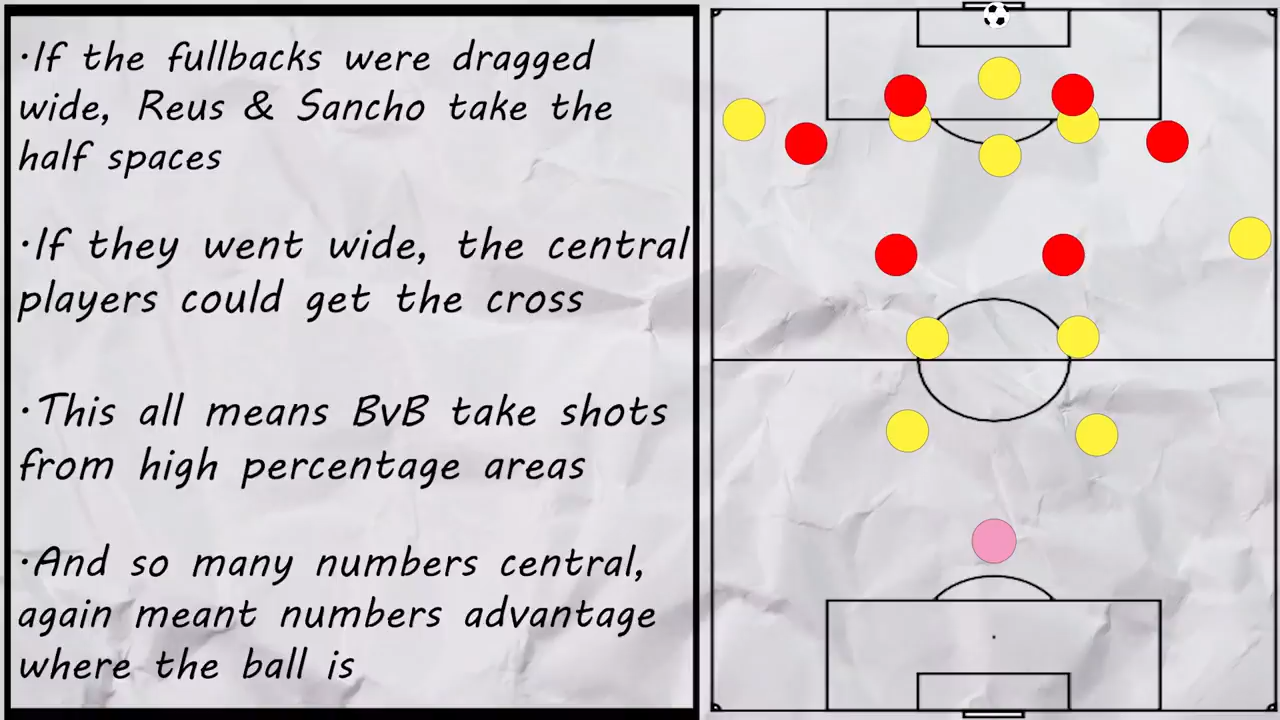 ·If the fullbacks were dragged
wide, Reus & Sancho take the
half spaces
·If they went wide, the central
players could get the cross
·This all means BvB take shots
from high percentage areas
·And so many numbers central,
again meant numbers advantage
where the ball is